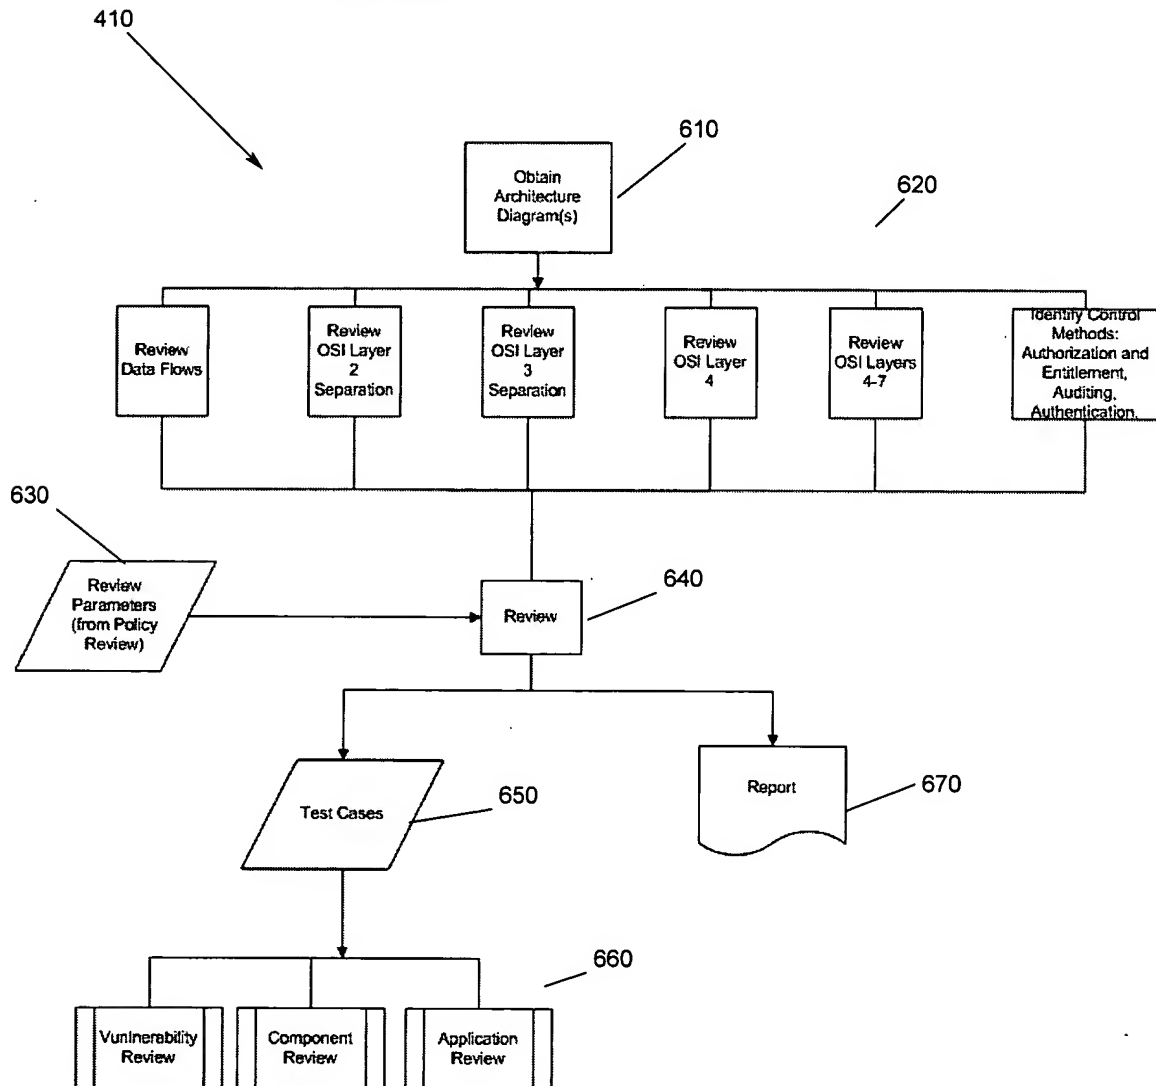 410
610
Obtain
Architecture
Diagram(s)
620
Review
Data Flows
Review
OSI Layer
2
Separation
Review
OSI Layer
3
Separation
Review
OSI Layer
4
Review
OSI Layers
4-7
Identify Control
Methods:
Authorization and
Entitlement,
Auditing,
Authentication.
630
Review
Parameters
(from Policy
Review)
640
Review
650
Test Cases
Report
670
660
Vunlnerability
Review
Component
Review
Application
Review